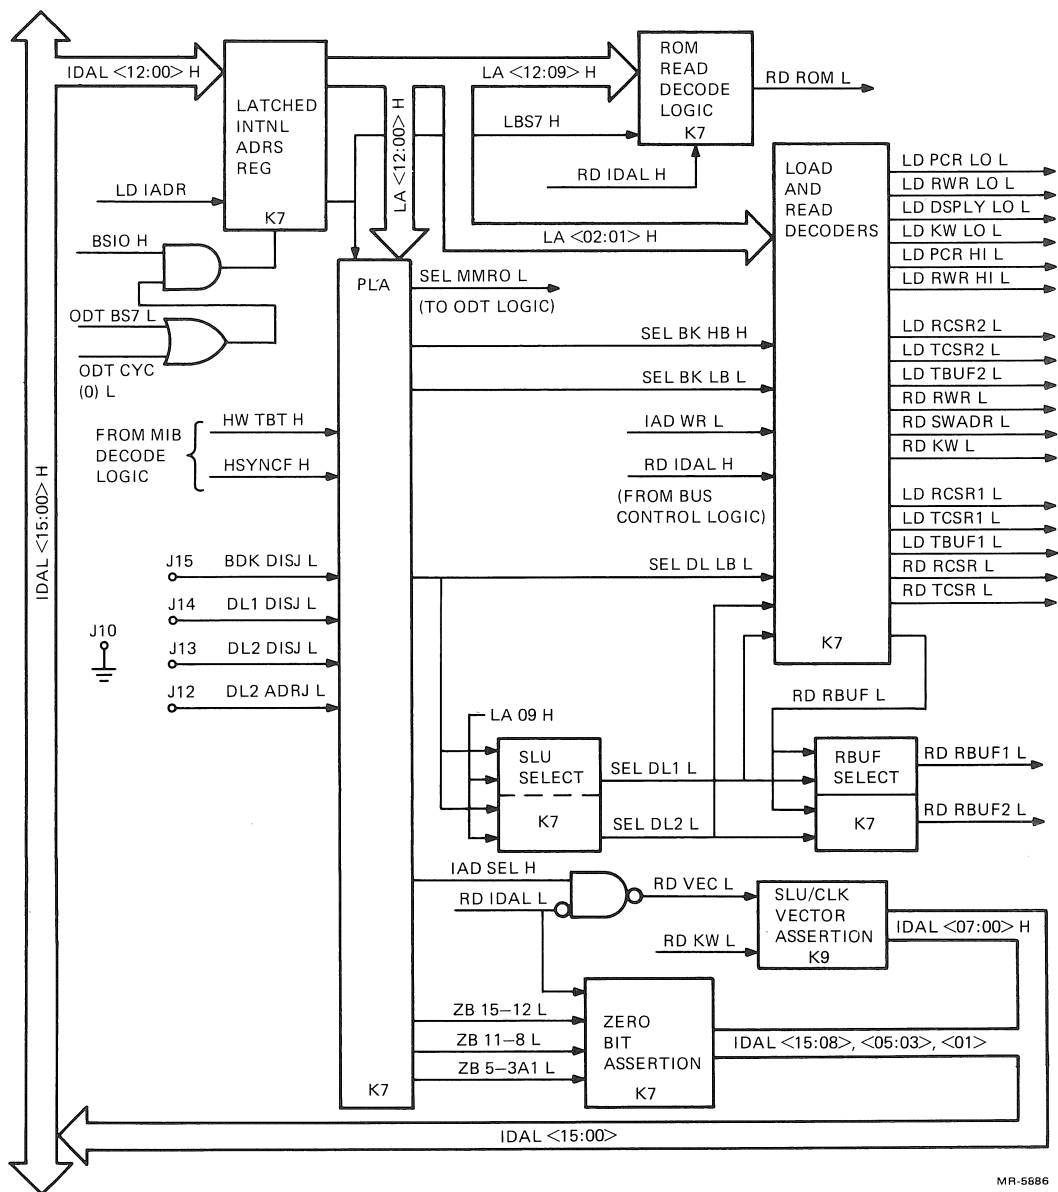 IDAL <15:00> H
IDAL <12:00> H
LATCHED
INTNL
ADRS
REG
K7
LD IADR
BSIO H
ODT BS7 L
ODT CYC
(0) L
FROM MIB
DECODE
LOGIC
HW TBT H
HSYNCF H
J15
BDK DISJ L
J14
DL1 DISJ L
J10
J13
DL2 DISJ L
J12
DL2 ADRJ L
LA <12:00> H
LA <12:09> H
LBS7 H
RD IDAL H
ROM
READ
DECODE
LOGIC
K7
RD ROM L
LA <02:01> H
PLA
K7
SEL MMRO L
(TO ODT LOGIC)
SEL BK HB H
SEL BK LB L
IAD WR L
RD IDAL H
(FROM BUS
CONTROL LOGIC)
SEL DL LB L
LOAD
AND
READ
DECODERS
K7
LD PCR LO L
LD RWR LO L
LD DSPLY LO L
LD KW LO L
LD PCR HI L
LD RWR HI L
LD RCSR2 L
LD TCSR2 L
LD TBUF2 L
RD RWR L
RD SWADR L
RD KW L
LD RCSR1 L
LD TCSR1 L
LD TBUF1 L
RD RCSR L
RD TCSR L
RD RBUF L
LA 09 H
SLU
SELECT
K7
SEL DL1 L
SEL DL2 L
RBUF
SELECT
K7
RD RBUF1 L
RD RBUF2 L
IAD SEL H
RD IDAL L
RD VEC L
RD KW L
SLU/CLK
VECTOR
ASSERTION
K9
IDAL <07:00> H
ZB 15–12 L
ZB 11–8 L
ZB 5–3A1 L
ZERO
BIT
ASSERTION
K7
IDAL <15:08>, <05:03>, <01>
IDAL <15:00>
MR-5886